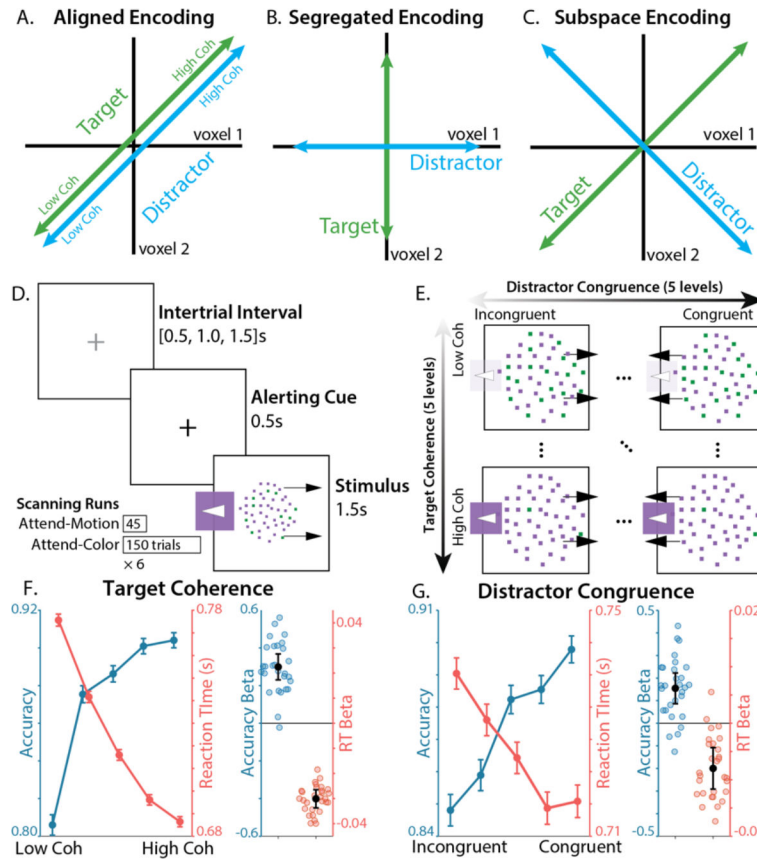 A. Aligned Encoding
Target
High Coh
High Coh
voxel 1
Low Coh
Low Coh
Distractor
voxel 2
B. Segregated Encoding
voxel 1
Distractor
Target
voxel 2
C. Subspace Encoding
voxel 1
Target
Distractor
voxel 2
D.
Intertrial Interval
[0.5, 1.0, 1.5]s
Alerting Cue
0.5s
Stimulus
1.5s
Scanning Runs
Attend-Motion 45
Attend-Color 150 trials
× 6
E.
Distractor Congruence (5 levels)
Incongruent Congruent
Target Coherence (5 levels)
Low Coh
High Coh
F. Target Coherence
0.92
Accuracy
0.80
0.78
Reaction TIme (s)
0.68
Low Coh High Coh
0.6
Accuracy Beta
-0.6
0.04
RT Beta
-0.04
G. Distractor Congruence
0.91
Accuracy
0.84
0.75
Reaction TIme (s)
0.71
Incongruent Congruent
0.5
Accuracy Beta
-0.5
0.02
RT Beta